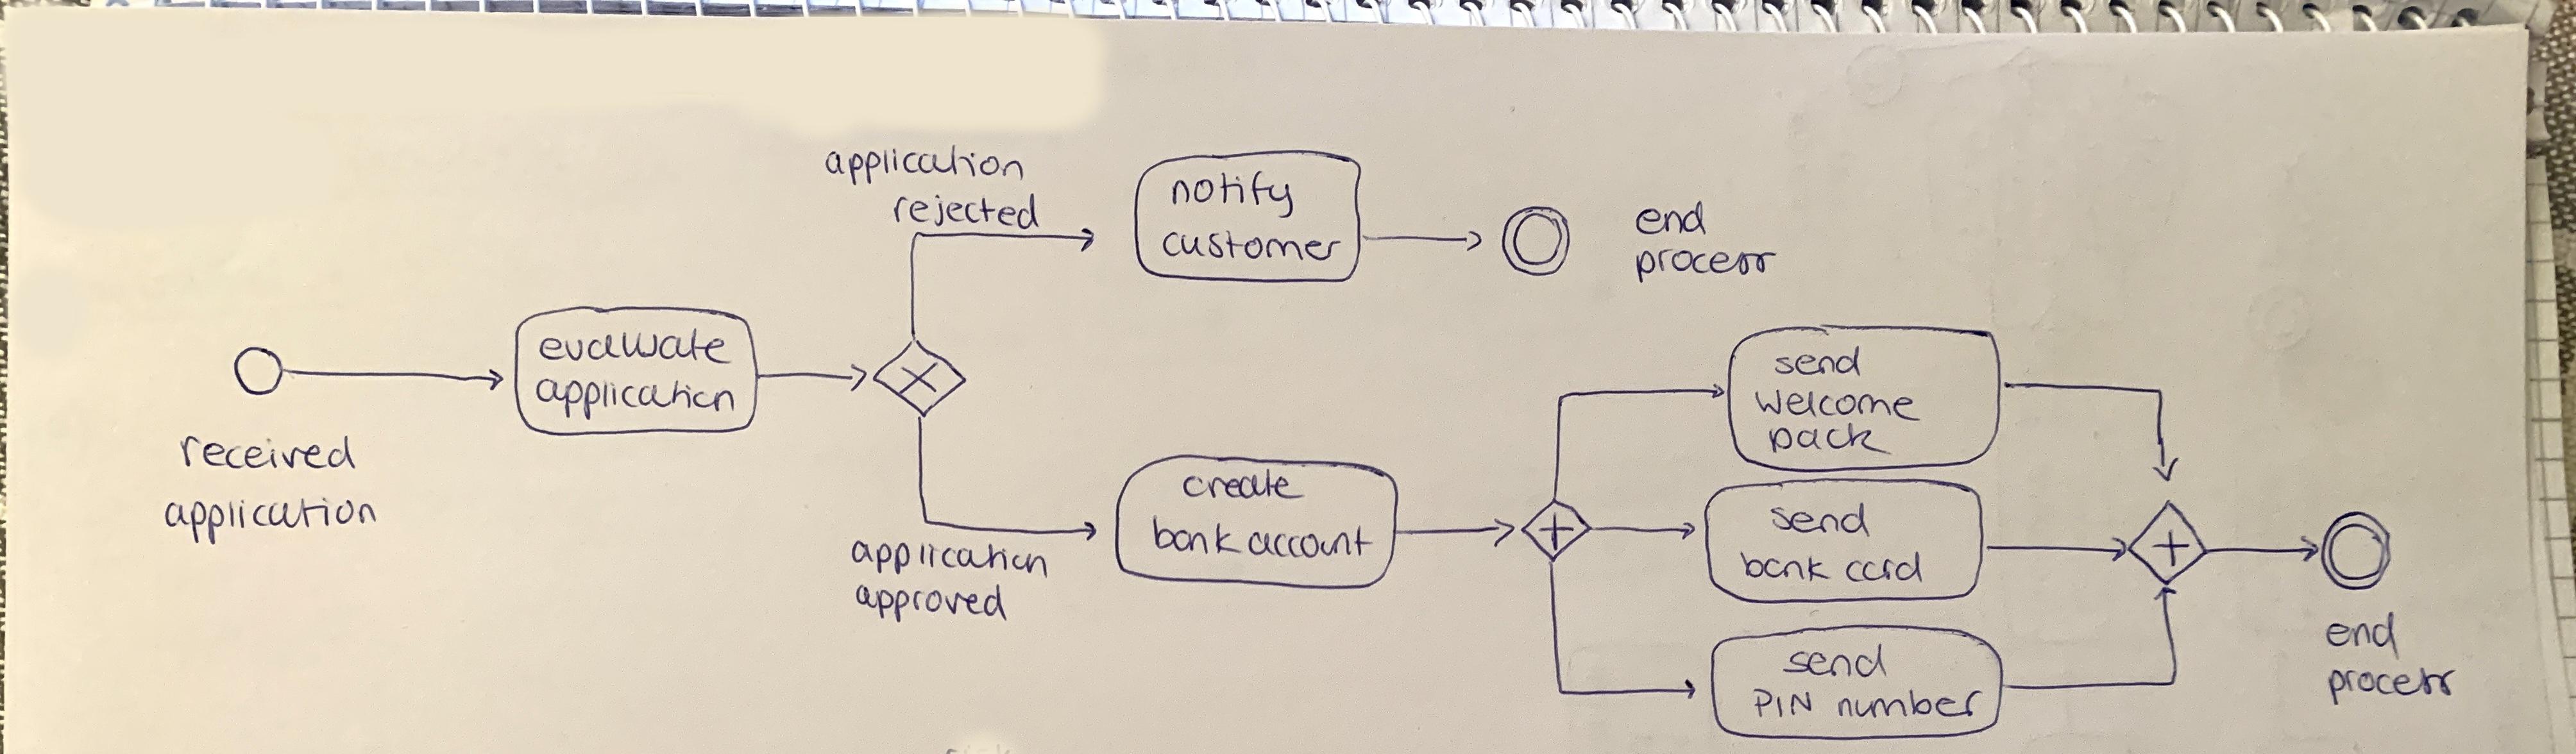 application
rejected
notify
customer
end
process
evaluate
application
received
application
application
approved
create
bank account
send
welcome
pack
send
bank card
send
PIN number
end
process